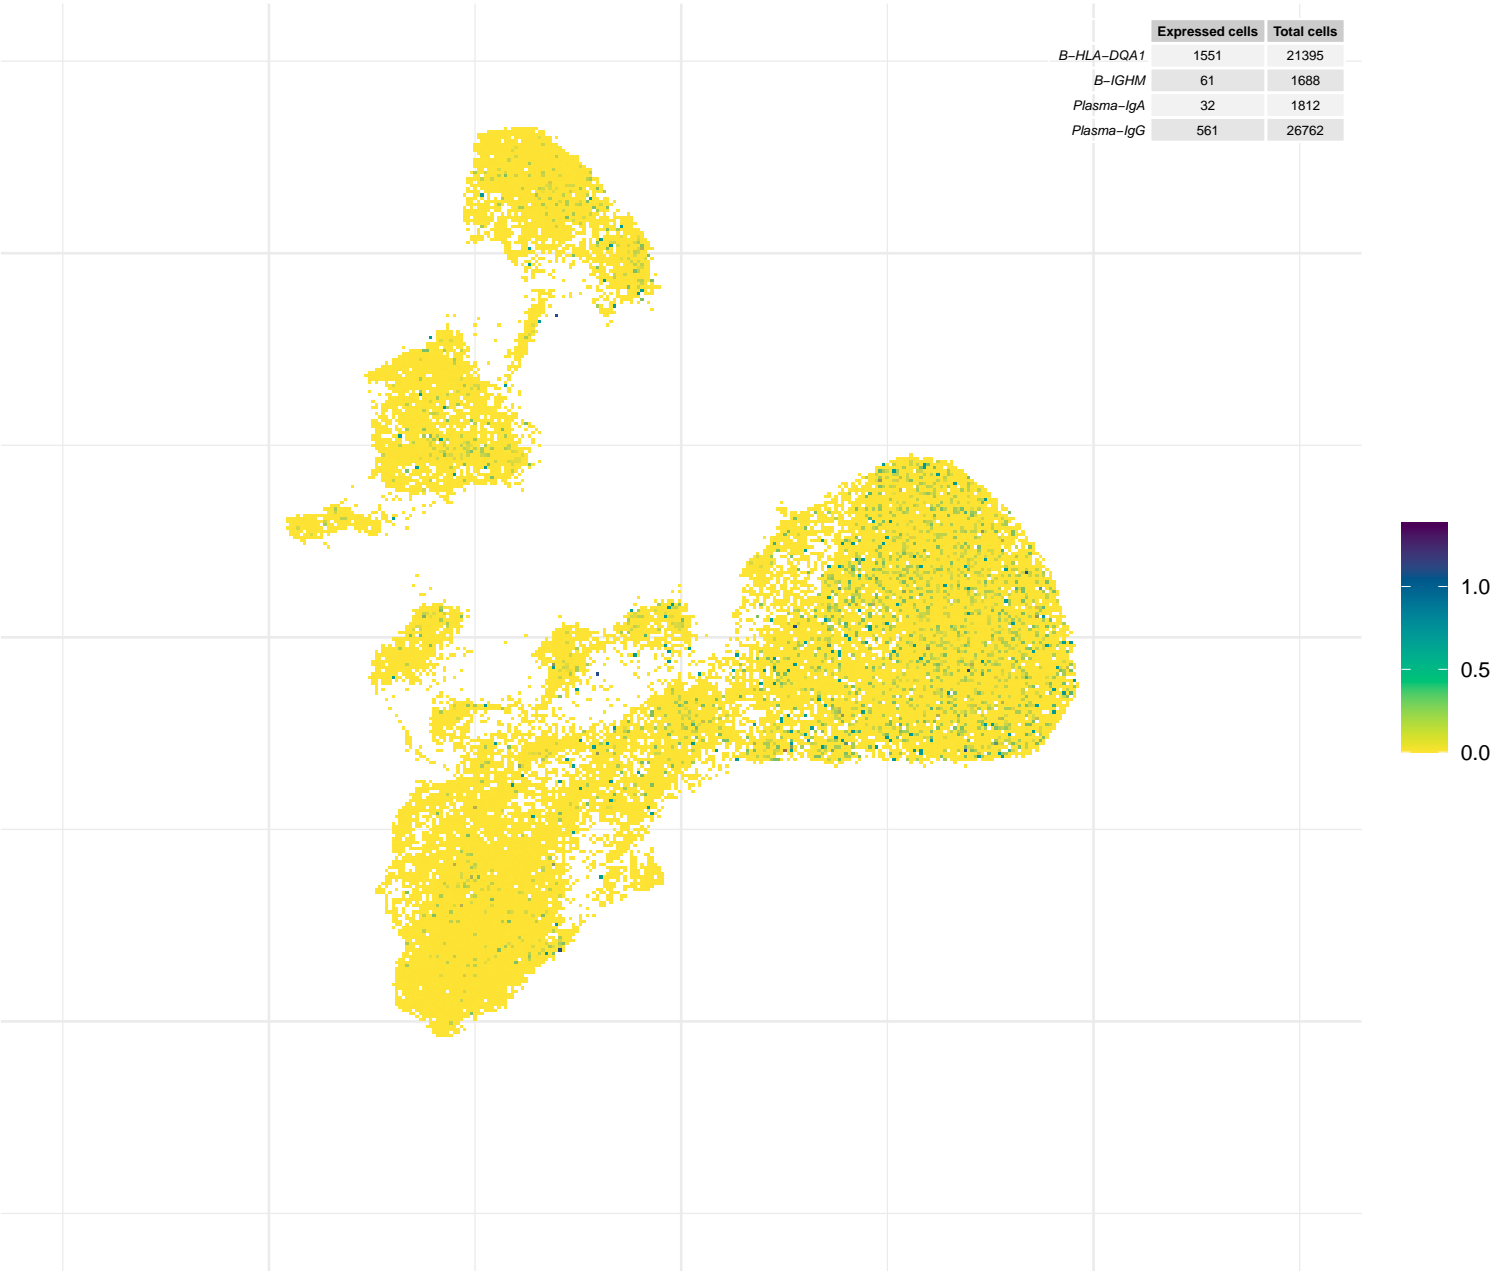 Expressed cells Total cells
B−HLA−DQA1 1551 21395
B−IGHM 61 1688
Plasma−IgA 32 1812
Plasma−IgG 561 26762
1.0
0.5
0.0